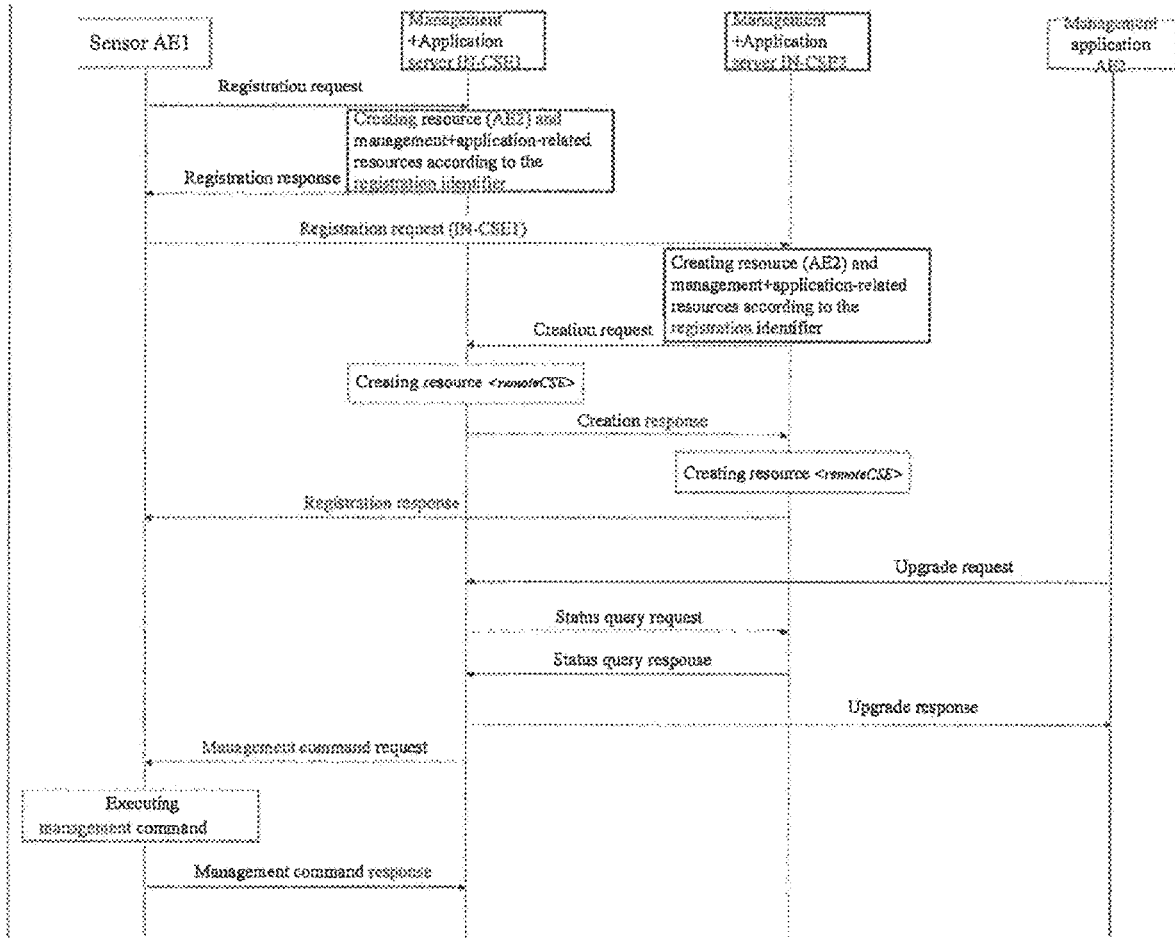 Sensor AE1
Management
+Application
server IN-CSE1
Management
+Application
server IN-CSE2
Management
application
AE2
Registration request
Creating resource (AE2) and
management+application-related
resources according to the
registration identifier
Registration response
Registration request (IN-CSE1)
Creating resource (AE2) and
management+application-related
resources according to the
registration identifier
Creation request
Creating resource <remoteCSE>
Creation response
Creating resource <remoteCSE>
Registration response
Upgrade request
Status query request
Status query response
Upgrade response
Management command request
Executing
management command
Management command response